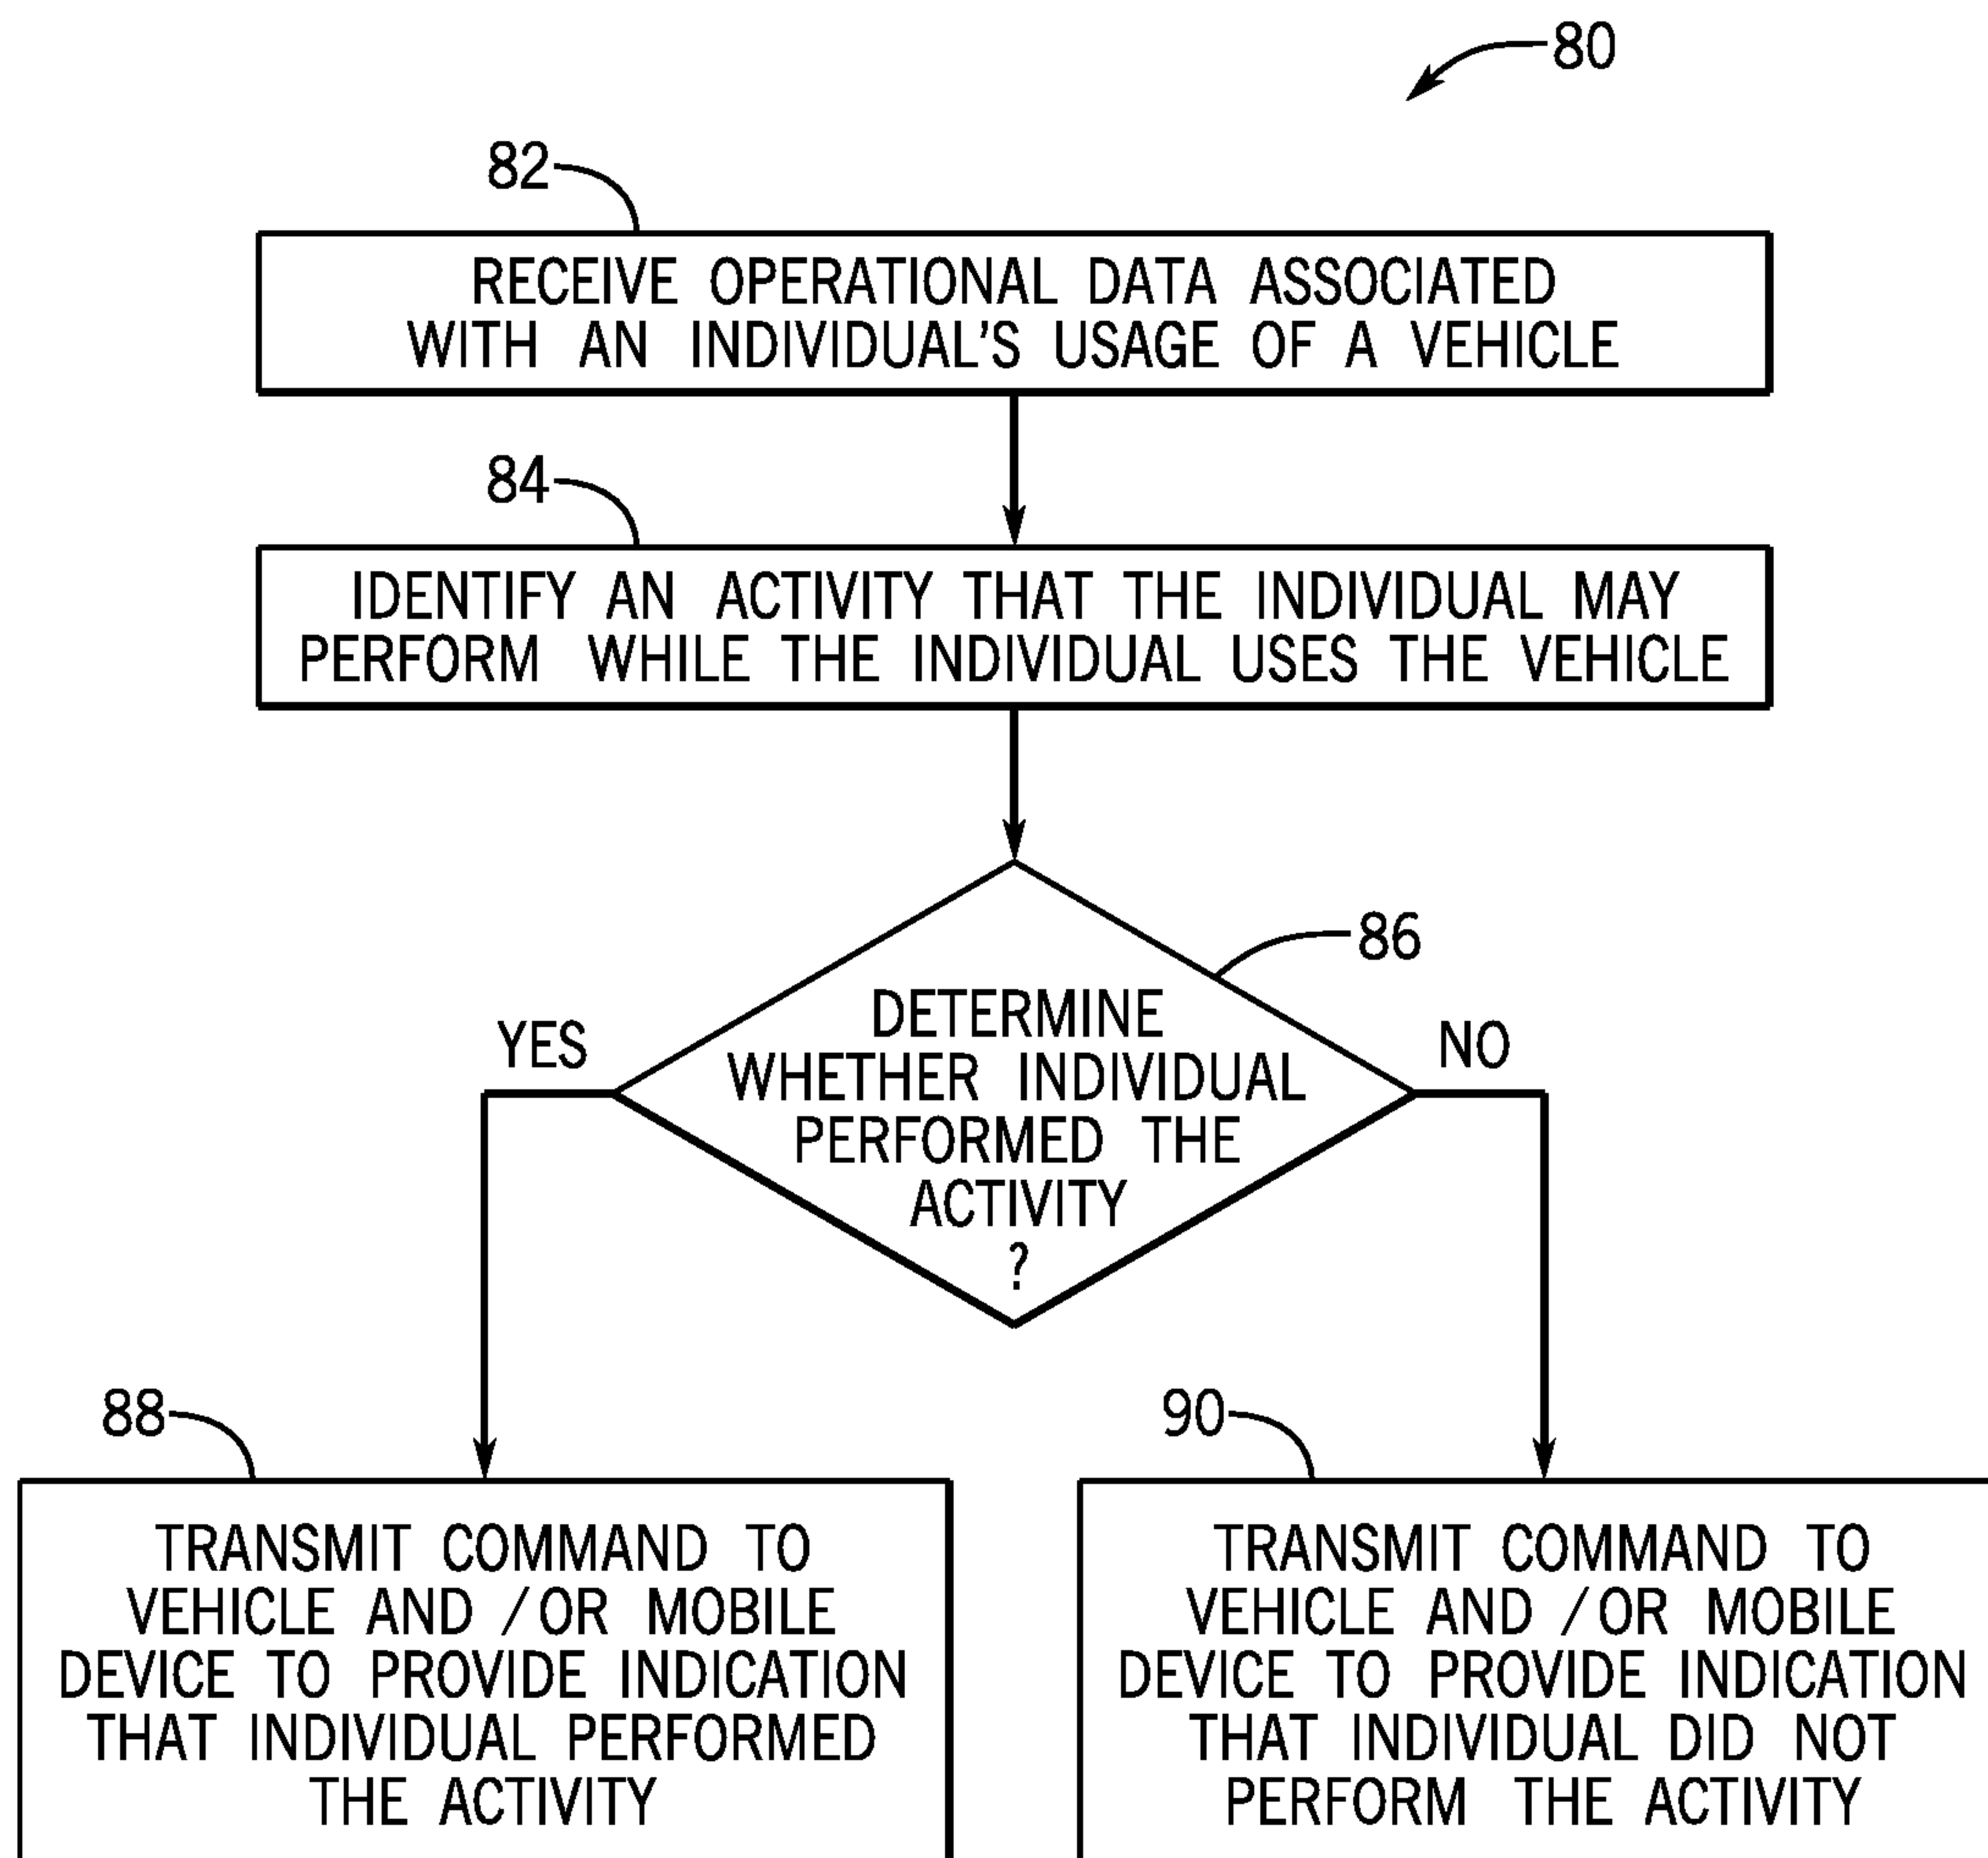 80
82
RECEIVE OPERATIONAL DATA ASSOCIATED
WITH AN INDIVIDUAL'S USAGE OF A VEHICLE
84
IDENTIFY AN ACTIVITY THAT THE INDIVIDUAL MAY
PERFORM WHILE THE INDIVIDUAL USES THE VEHICLE
86
DETERMINE
WHETHER INDIVIDUAL
PERFORMED THE
ACTIVITY
?
YES
NO
88
TRANSMIT COMMAND TO
VEHICLE AND /OR MOBILE
DEVICE TO PROVIDE INDICATION
THAT INDIVIDUAL PERFORMED
THE ACTIVITY
90
TRANSMIT COMMAND TO
VEHICLE AND /OR MOBILE
DEVICE TO PROVIDE INDICATION
THAT INDIVIDUAL DID NOT
PERFORM THE ACTIVITY